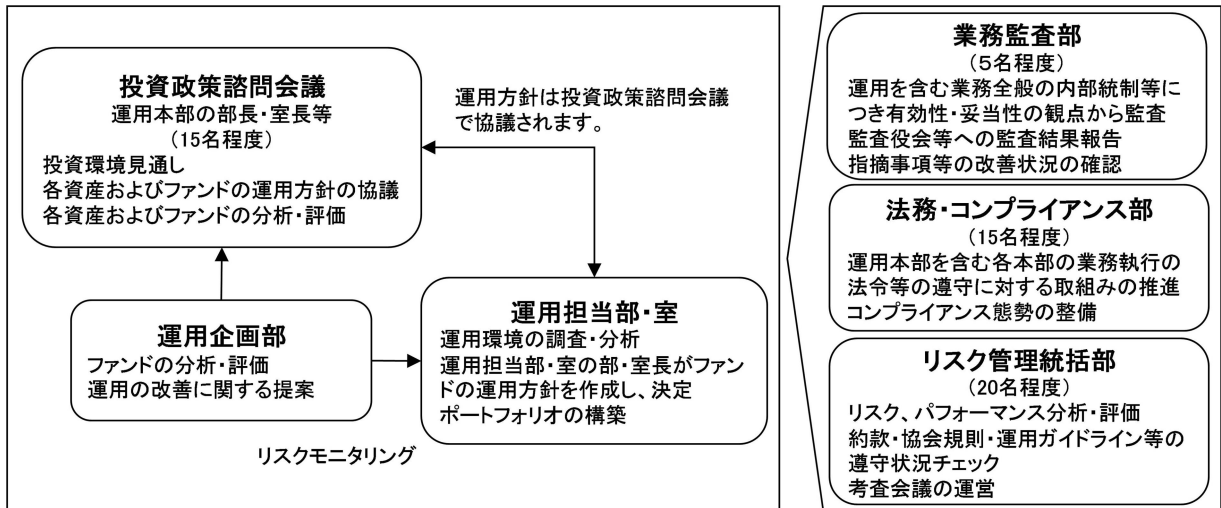 投資政策諮問会議
運用本部の部長・室長等
(15名程度)
投資環境見通し
各資産およびファンドの運用方針の協議
各資産およびファンドの分析・評価
運用方針は投資政策諮問会議
で協議されます。
運用企画部
ファンドの分析・評価
運用の改善に関する提案
運用担当部・室
運用環境の調査・分析
運用担当部・室の部・室長がファン
ドの運用方針を作成し、決定
ポートフォリオの構築
リスクモニタリング
業務監査部
(5名程度)
運用を含む業務全般の内部統制等に
つき有効性・妥当性の観点から監査
監査役会等への監査結果報告
指摘事項等の改善状況の確認
法務・コンプライアンス部
(15名程度)
運用本部を含む各本部の業務執行の
法令等の遵守に対する取組みの推進
コンプライアンス態勢の整備
リスク管理統括部
(20名程度)
リスク、パフォーマンス分析・評価
約款・協会規則・運用ガイドライン等の
遵守状況チェック
考査会議の運営